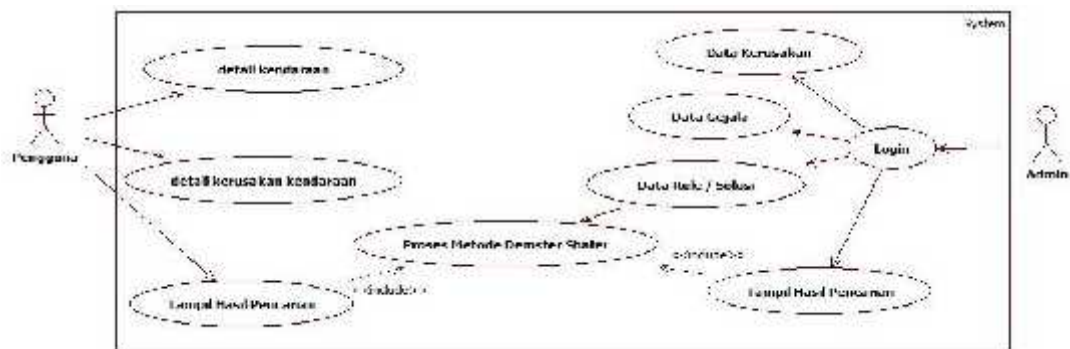 System
Data Kerusakan
detail kendaraan
Data Gejala
Pengguna
Login
Admin
detail kerusakan kendaraan
Data Rule / Solusi
Proses Metode Demster Shafer
<<include>>
<<include>>
Tampil Hasil Pencarian
Tampil Hasil Pencarian